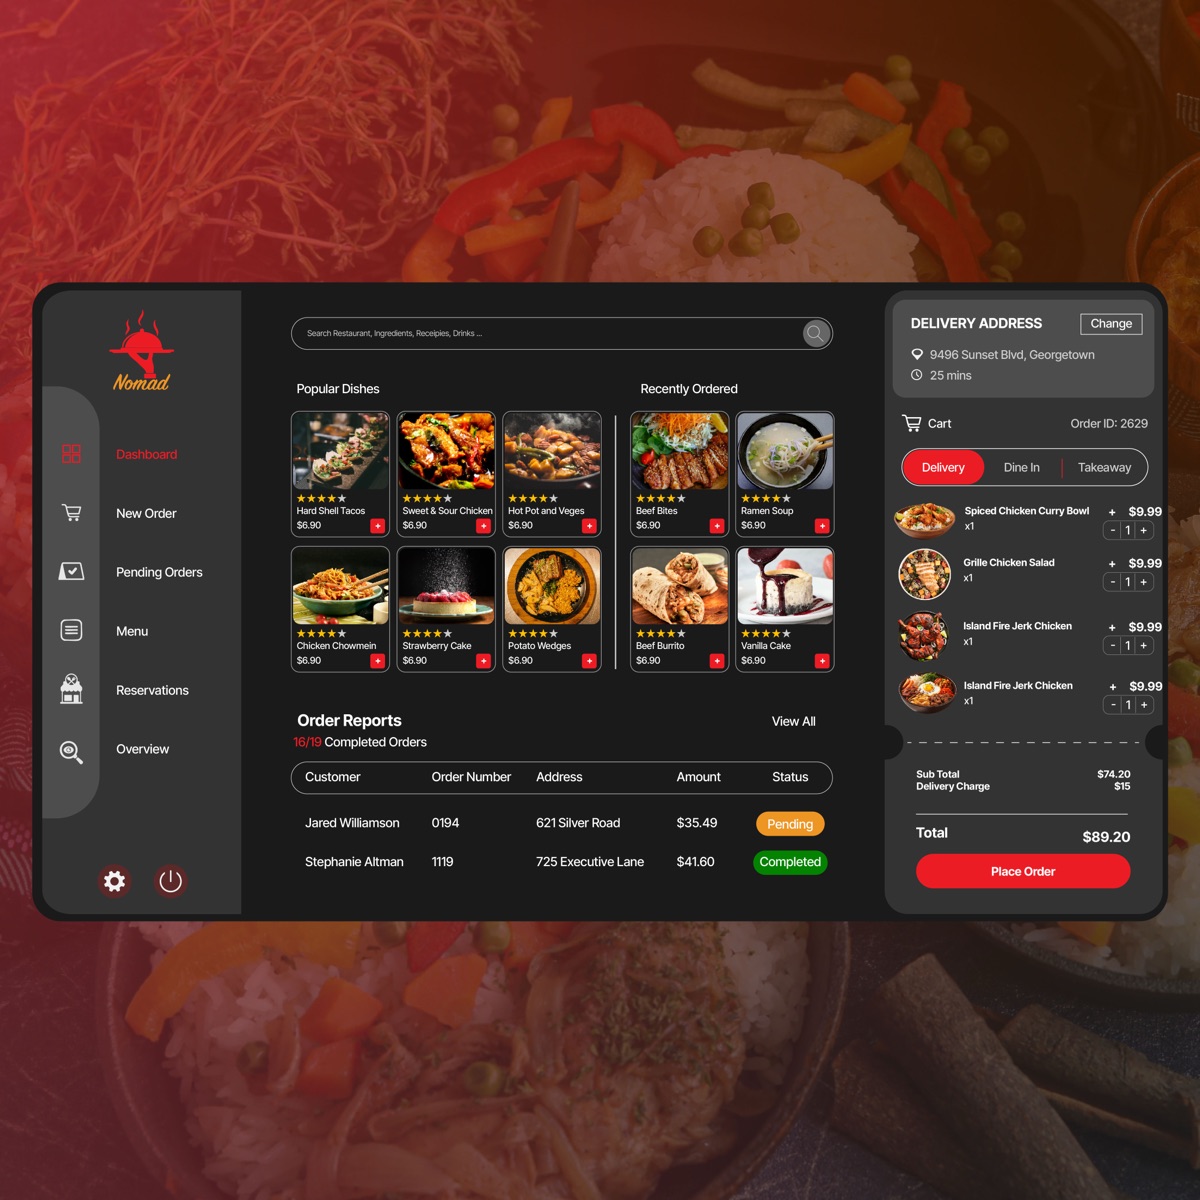 Nomad
Dashboard
New Order
Pending Orders
Menu
Reservations
Overview
Search Restaurant, Ingredients, Receipies, Drinks ...
Popular Dishes
Hard Shell Tacos
$6.90
+
Sweet & Sour Chicken
$6.90
+
Hot Pot and Veges
$6.90
+
Chicken Chowmein
$6.90
+
Strawberry Cake
$6.90
+
Potato Wedges
$6.90
+
Recently Ordered
Beef Bites
$6.90
+
Ramen Soup
$6.90
+
Beef Burrito
$6.90
+
Vanilla Cake
$6.90
+
Order Reports
View All
16/19 Completed Orders
Customer Order Number Address Amount Status
Jared Williamson 0194 621 Silver Road $35.49 Pending
Stephanie Altman 1119 725 Executive Lane $41.60 Completed
DELIVERY ADDRESS
Change
9496 Sunset Blvd, Georgetown
25 mins
Cart
Order ID: 2629
Delivery Dine In Takeaway
Spiced Chicken Curry Bowl + $9.99
x1 - 1 +
Grille Chicken Salad + $9.99
x1 - 1 +
Island Fire Jerk Chicken + $9.99
x1 - 1 +
Island Fire Jerk Chicken + $9.99
x1 - 1 +
Sub Total $74.20
Delivery Charge $15
Total $89.20
Place Order